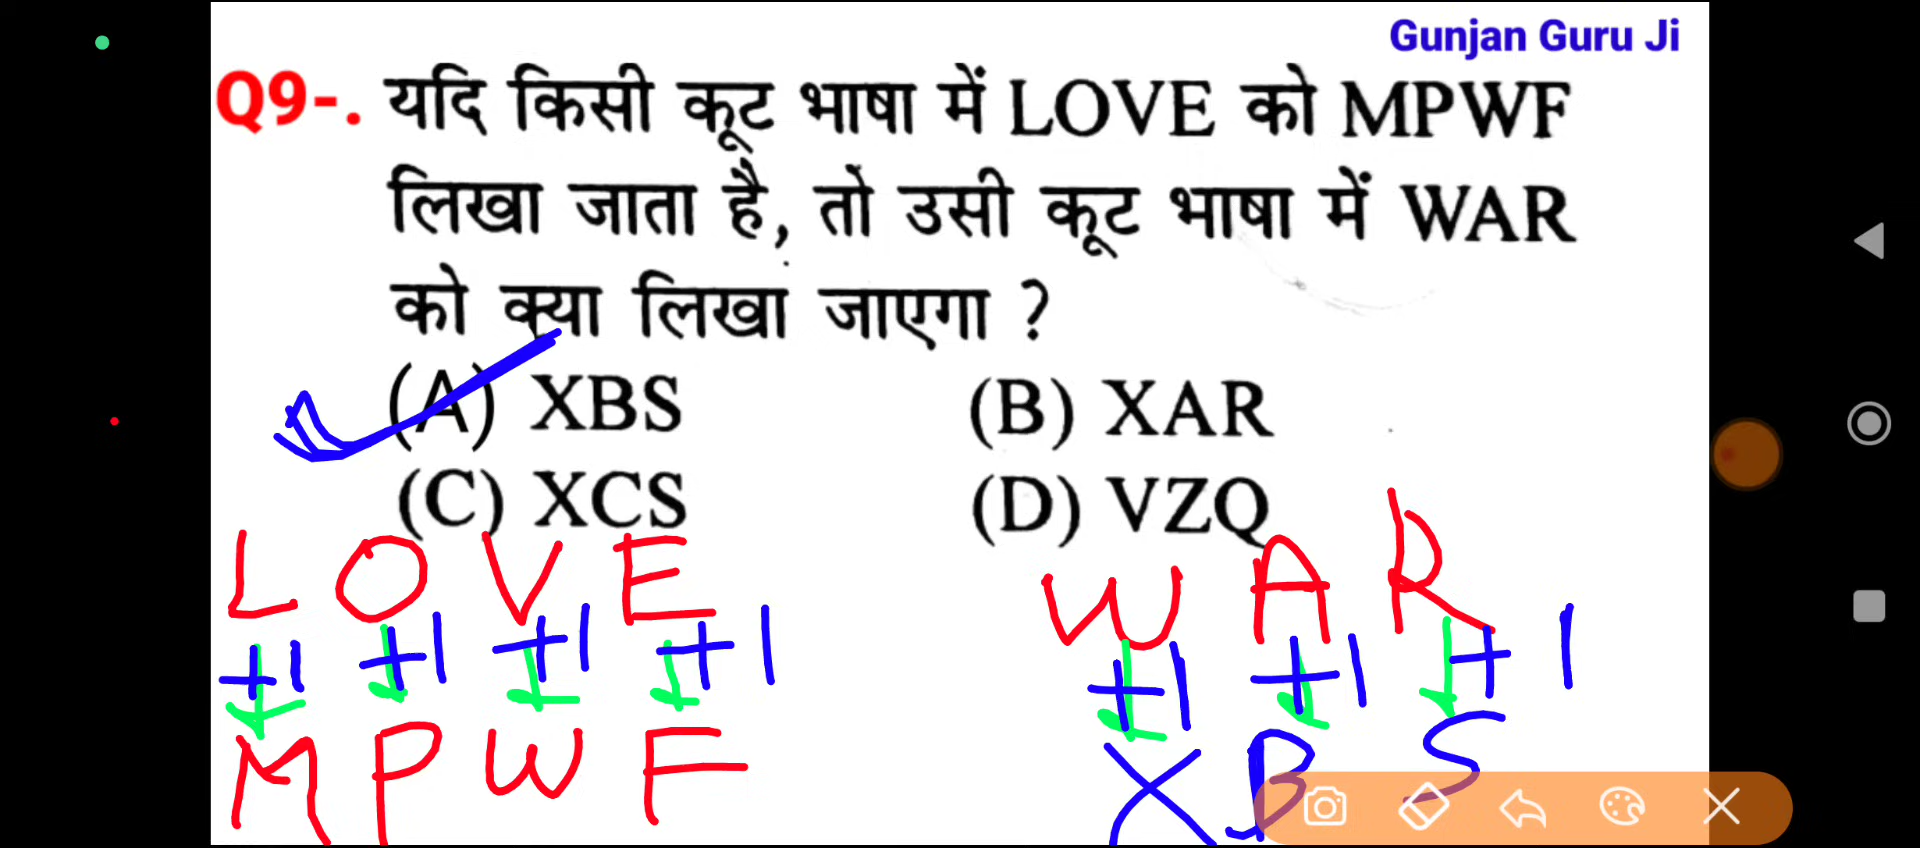 Gunjan Guru Ji
Q9-. यदि किसी कूट भाषा में LOVE को MPWF
लिखा जाता है, तो उसी कूट भाषा में WAR
को क्या लिखा जाएगा ?
(A) XBS (B) XAR
(C) XCS (D) VZQ
L O V E W A R
+1 +1 +1 +1 +1 +1 +1
M P W F X B S